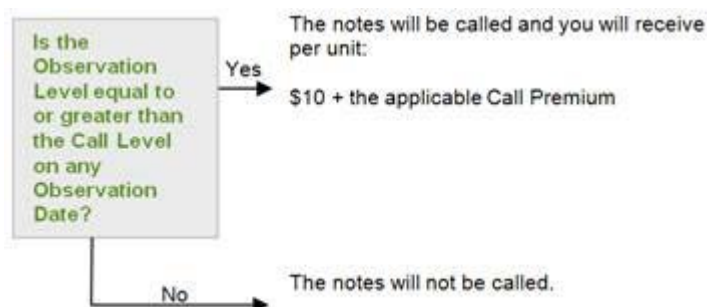 Is the
Observation
Level equal to
or greater than
the Call Level
on any
Observation
Date?
Yes
The notes will be called and you will receive
per unit:
$10 + the applicable Call Premium
No
The notes will not be called.